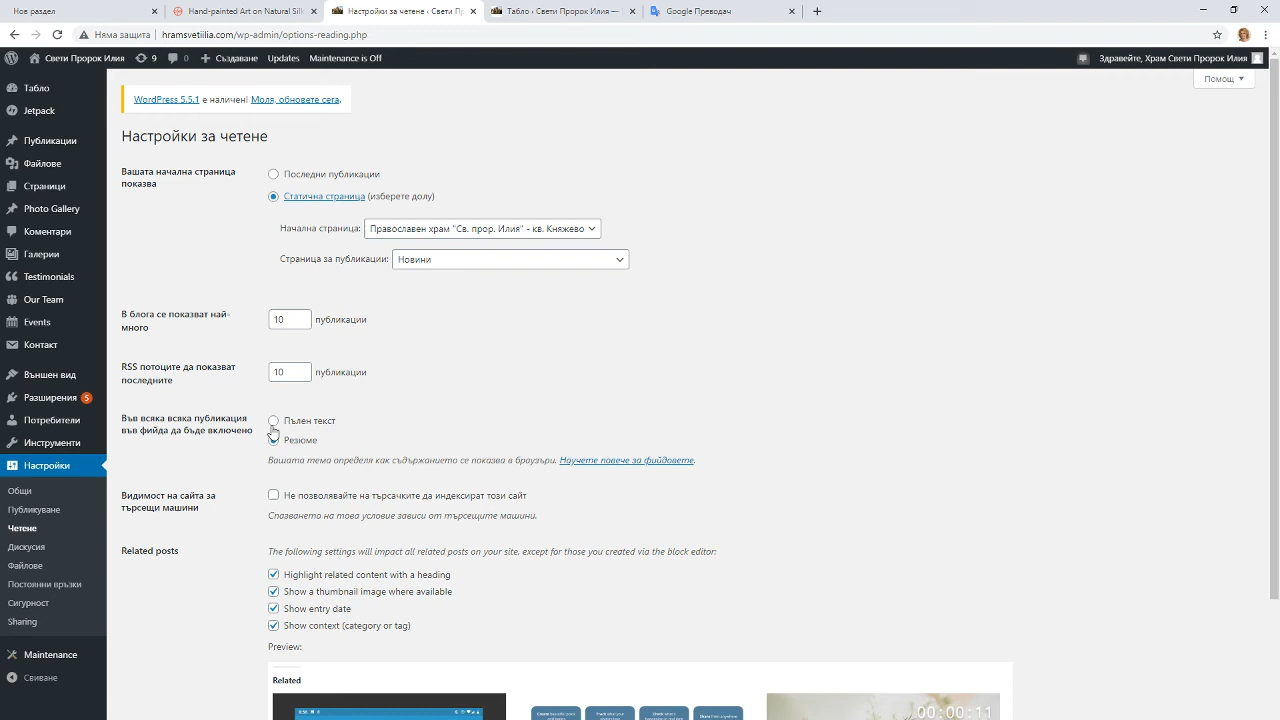 Нов раздел
Hand-painted Art on Natural Sil
Настройки за четене ‹ Свети Пр
Табло ‹ Свети Пророк Илия —
Google Преводач
Няма защита
hramsvetiilia.com/wp-admin/options-reading.php
Свети Пророк Илия
9
0
Създаване
Updates
Maintenance is Off
Здравейте, Храм Свети Пророк Илия
Помощ
Табло
Jetpack
Публикации
Файлове
Страници
Photo Gallery
Коментари
Галерии
Testimonials
Our Team
Events
Контакт
Външен вид
Разширения 5
Потребители
Инструменти
Настройки
Общи
Публикуване
Четене
Дискусия
Файлове
Постоянни връзки
Сигурност
Sharing
Maintenance
Свиване
WordPress 5.5.1 е наличен! Моля, обновете сега.
Настройки за четене
Вашата начална страница
показва
Последни публикации
Статична страница (изберете долу)
Начална страница: Православен храм "Св. прор. Илия" - кв. Княжево
Страница за публикации: Новини
В блога се показват най-
много
10 публикации
RSS потоците да показват
последните
10 публикации
Във всяка всяка публикация
във фийда да бъде включено
Пълен текст
Резюме
Вашата тема определя как съдържанието се показва в браузъри. Научете повече за фийдовете.
Видимост на сайта за
търсещи машини
Не позволявайте на търсачките да индексират този сайт
Спазването на това условие зависи от търсещите машини.
Related posts
The following settings will impact all related posts on your site, except for those you created via the block editor:
Highlight related content with a heading
Show a thumbnail image where available
Show entry date
Show context (category or tag)
Preview:
Related
00:00:11